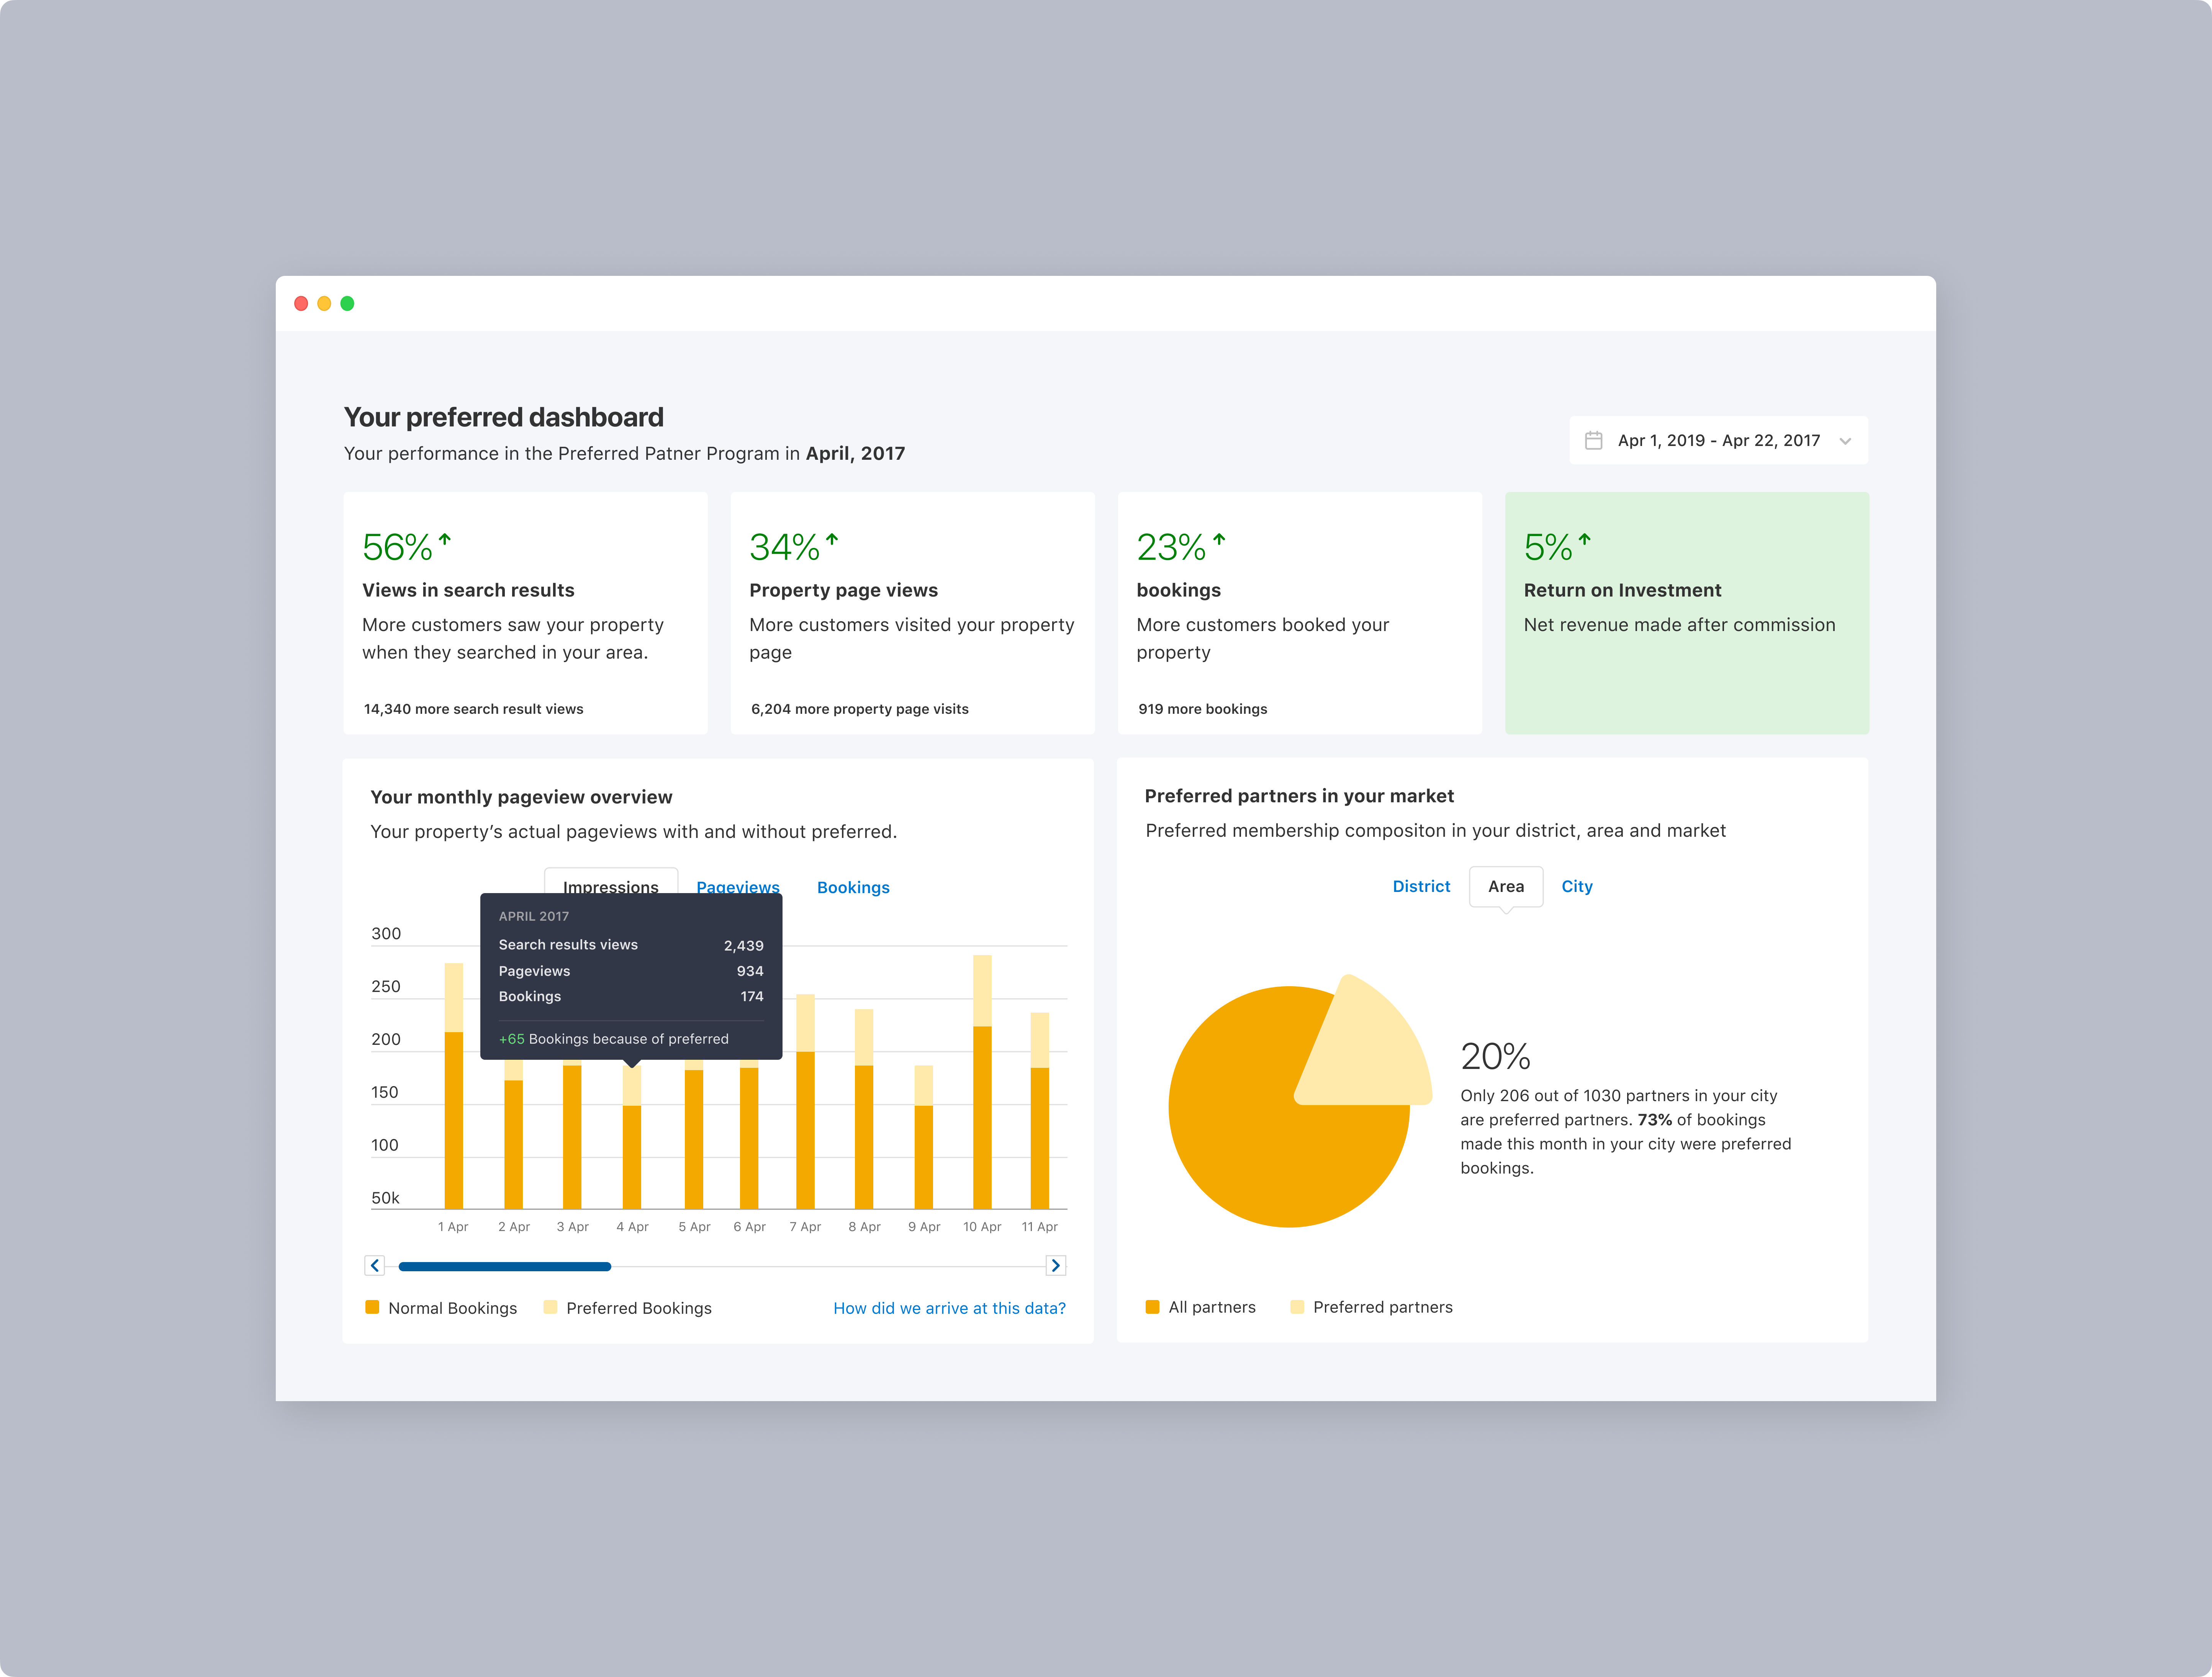 Your preferred dashboard
Your performance in the Preferred Patner Program in April, 2017
Apr 1, 2019 - Apr 22, 2017
56%
Views in search results
More customers saw your property
when they searched in your area.
14,340 more search result views
34%
Property page views
More customers visited your property
page
6,204 more property page visits
23%
bookings
More customers booked your
property
919 more bookings
5%
Return on Investment
Net revenue made after commission
Your monthly pageview overview
Your property’s actual pageviews with and without preferred.
Impressions Pageviews Bookings
APRIL 2017
Search results views 2,439
Pageviews 934
Bookings 174
+65 Bookings because of preferred
300
250
200
150
100
50k
1 Apr 2 Apr 3 Apr 4 Apr 5 Apr 6 Apr 7 Apr 8 Apr 9 Apr 10 Apr 11 Apr
Normal Bookings Preferred Bookings How did we arrive at this data?
Preferred partners in your market
Preferred membership compositon in your district, area and market
District Area City
20%
Only 206 out of 1030 partners in your city
are preferred partners. 73% of bookings
made this month in your city were preferred
bookings.
All partners Preferred partners